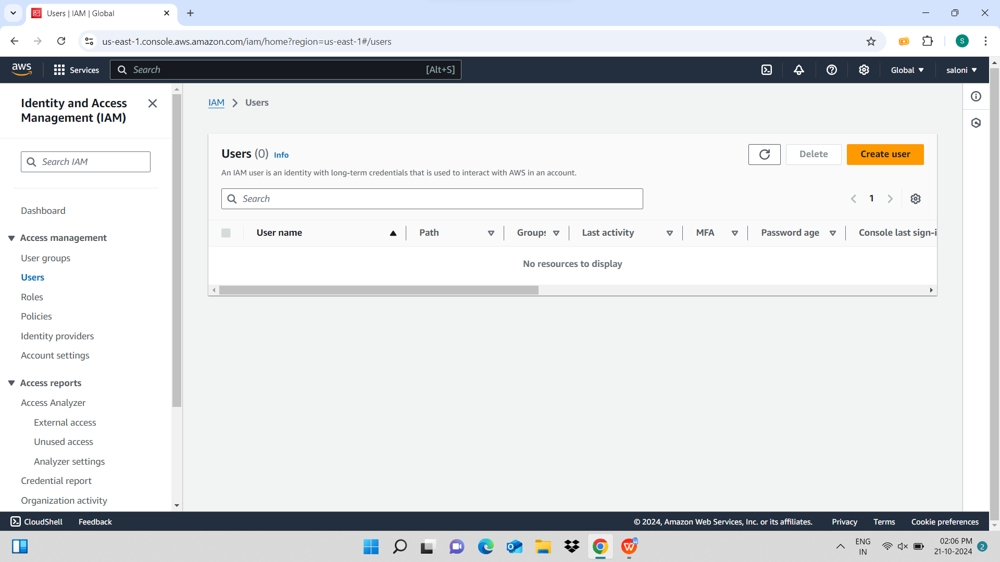 Users | IAM | Global
us-east-1.console.aws.amazon.com/iam/home?region=us-east-1#/users
S
aws
Services
Search
[Alt+S]
Global
saloni
Identity and Access
Management (IAM)
Search IAM
Dashboard
Access management
User groups
Users
Roles
Policies
Identity providers
Account settings
Access reports
Access Analyzer
External access
Unused access
Analyzer settings
Credential report
Organization activity
IAM > Users
Users (0) Info
Delete
Create user
An IAM user is an identity with long-term credentials that is used to interact with AWS in an account.
Search
1
User name
Path
Groups
Last activity
MFA
Password age
Console last sign-i
No resources to display
CloudShell
Feedback
© 2024, Amazon Web Services, Inc. or its affiliates.
Privacy
Terms
Cookie preferences
ENG
IN
02:06 PM
21-10-2024
2